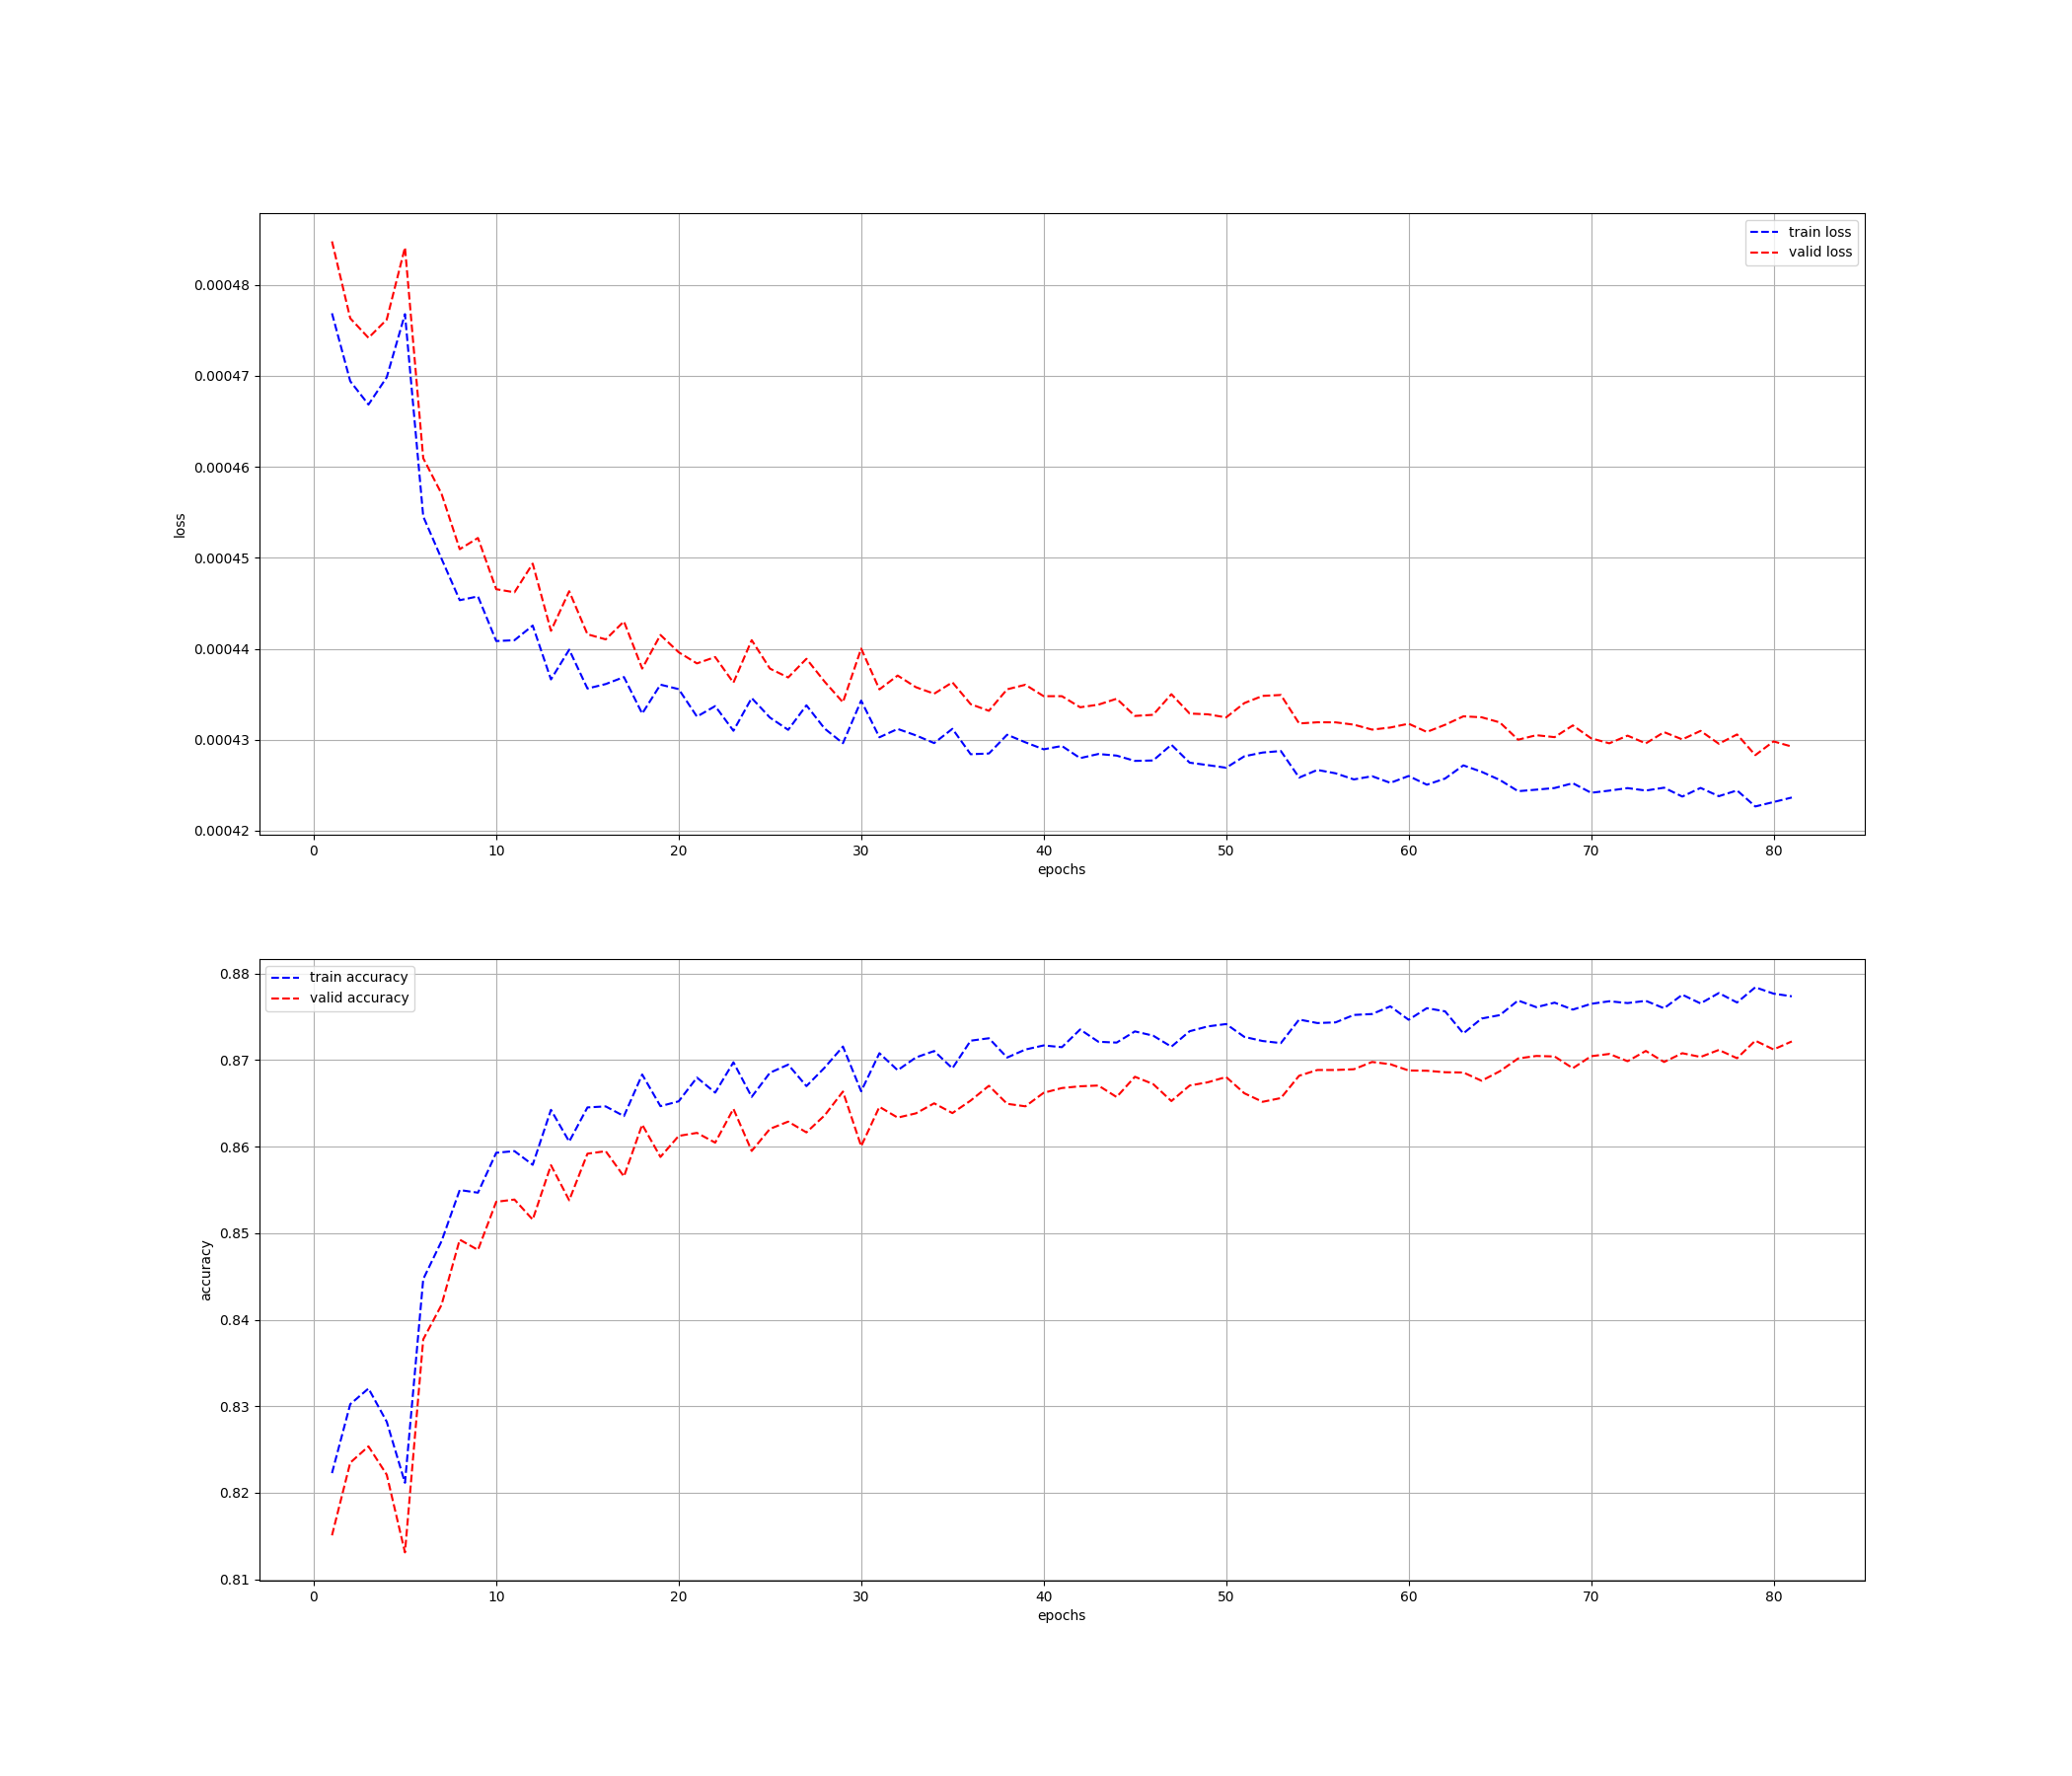 train loss
valid loss
0.00048
0.00047
0.00046
0.00045
0.00044
0.00043
0.00042
loss
0 10 20 30 40 50 60 70 80
epochs
train accuracy
valid accuracy
0.88
0.87
0.86
0.85
0.84
0.83
0.82
0.81
accuracy
0 10 20 30 40 50 60 70 80
epochs